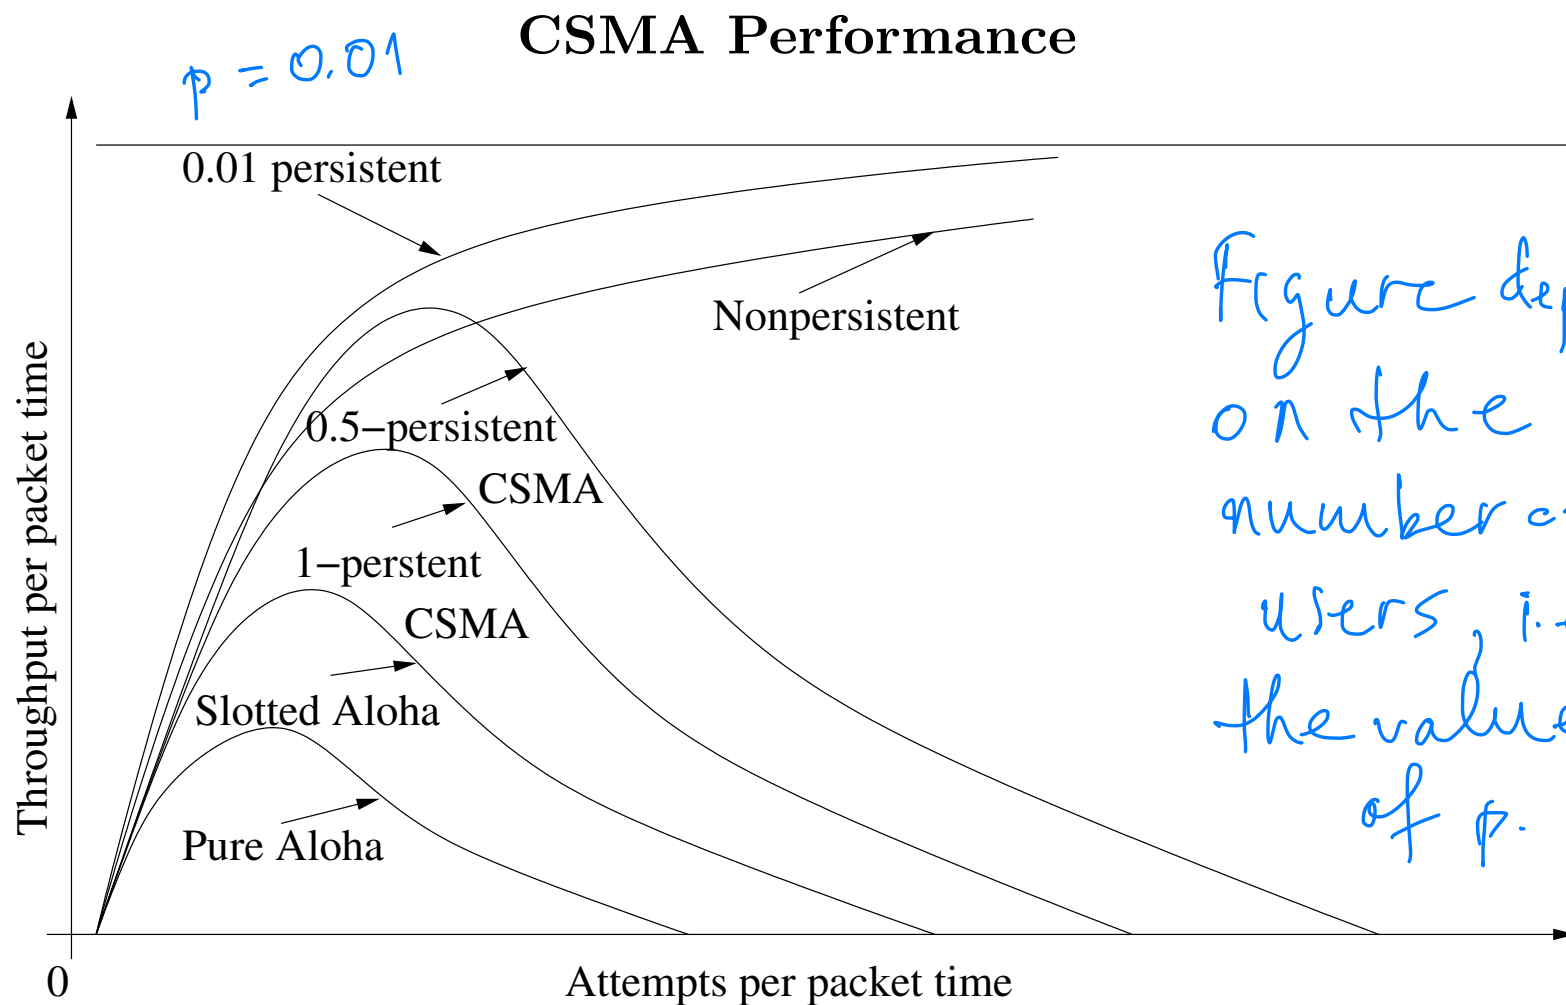 CSMA Performance
p = 0.01
0.01 persistent
Nonpersistent
0.5−persistent
CSMA
1−perstent
CSMA
Slotted Aloha
Pure Aloha
Throughput per packet time
0
Attempts per packet time
Figure
on the
number
users, i.
the value
of p.